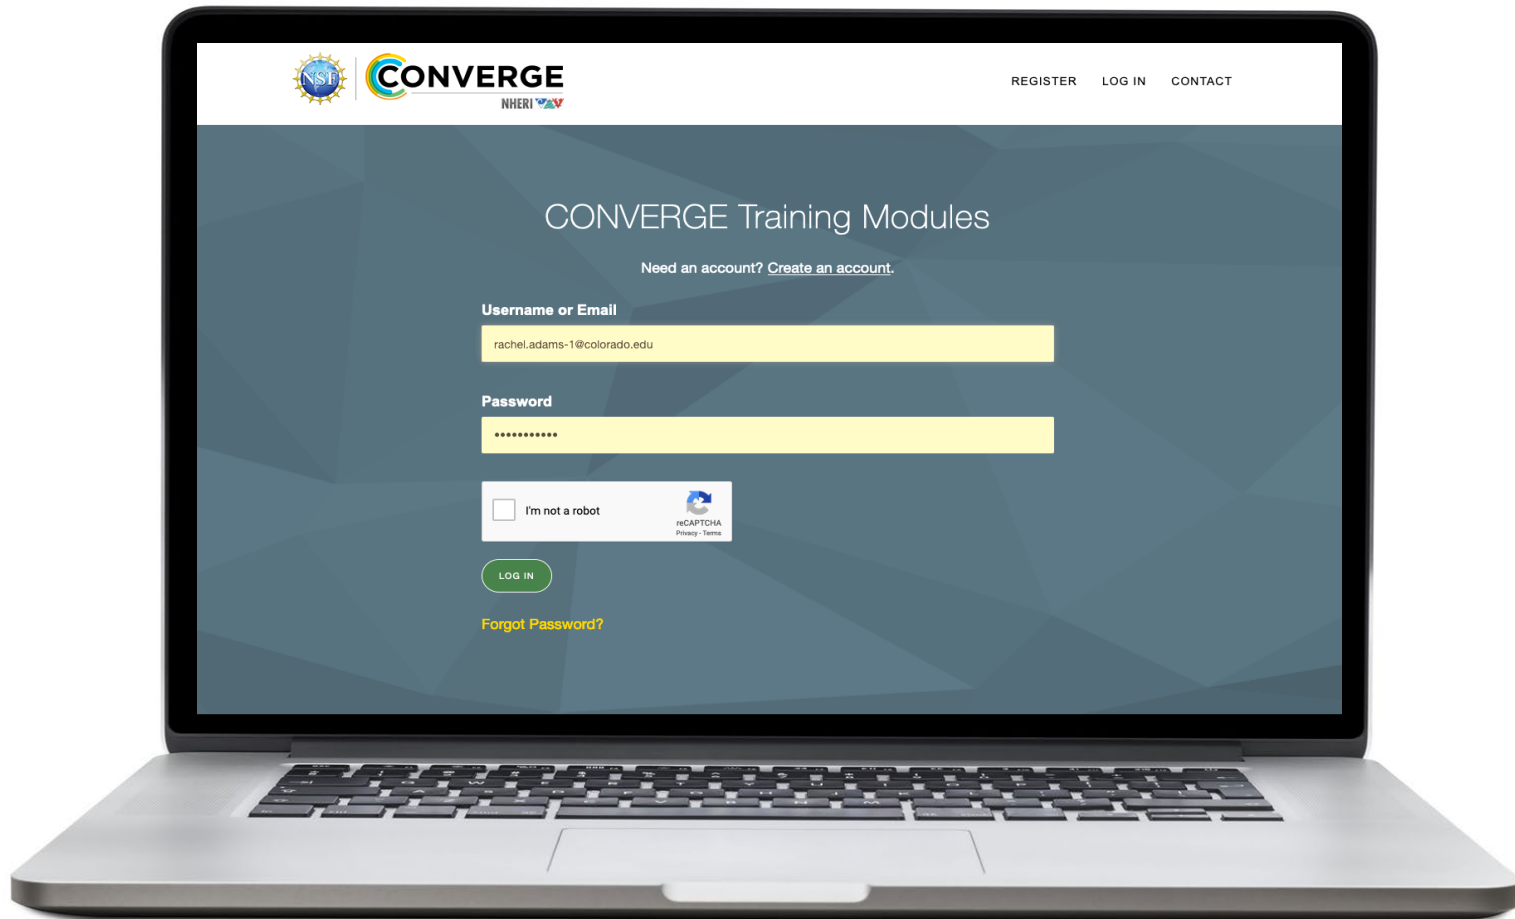 NSF
CONVERGE
NHERI
REGISTER LOG IN CONTACT
CONVERGE Training Modules
Need an account? Create an account.
Username or Email
rachel.adams-1@colorado.edu
Password
•••••••••••
I'm not a robot
reCAPTCHA
Privacy - Terms
LOG IN
Forgot Password?